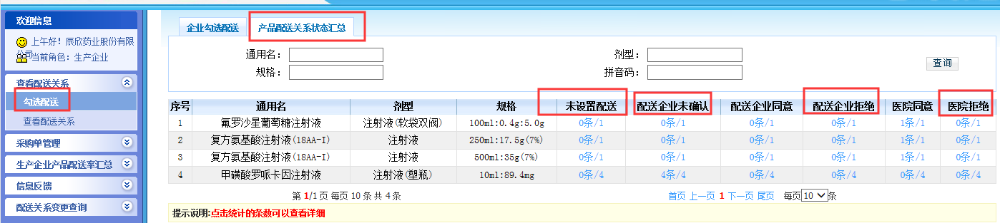 欢迎信息
上午好！辰欣药业股份有限
公司
当前角色：生产企业
查看配送关系
勾选配送
查看配送关系
采购单管理
生产企业产品配送率汇总
信息反馈
配送关系变更查询
企业勾选配送 产品配送关系状态汇总
通用名： 剂型：
规格： 拼音码：
查询
序号 通用名 剂型 规格 未设置配送 配送企业未确认 配送企业同意 配送企业拒绝 医院同意 医院拒绝
1 氟罗沙星葡萄糖注射液 注射液(软袋双阀) 100ml:0.4g:5.0g 0条/1 0条/1 0条/1 0条/1 1条/1 0条/1
2 复方氨基酸注射液(18AA-I) 注射液 250ml:17.5g(7%) 0条/1 0条/1 0条/1 0条/1 1条/1 0条/1
3 复方氨基酸注射液(18AA-I) 注射液 500ml:35g(7%) 0条/1 0条/1 0条/1 0条/1 1条/1 0条/1
4 甲磺酸罗哌卡因注射液 注射液(塑瓶) 10ml:89.4mg 0条/4 4条/4 0条/4 0条/4 0条/4 0条/4
第 1/1 页 每页 10 条 共 4 条 首页 上一页 1 下一页 尾页 每页 10 条
提示说明:点击统计的条数可以查看详细